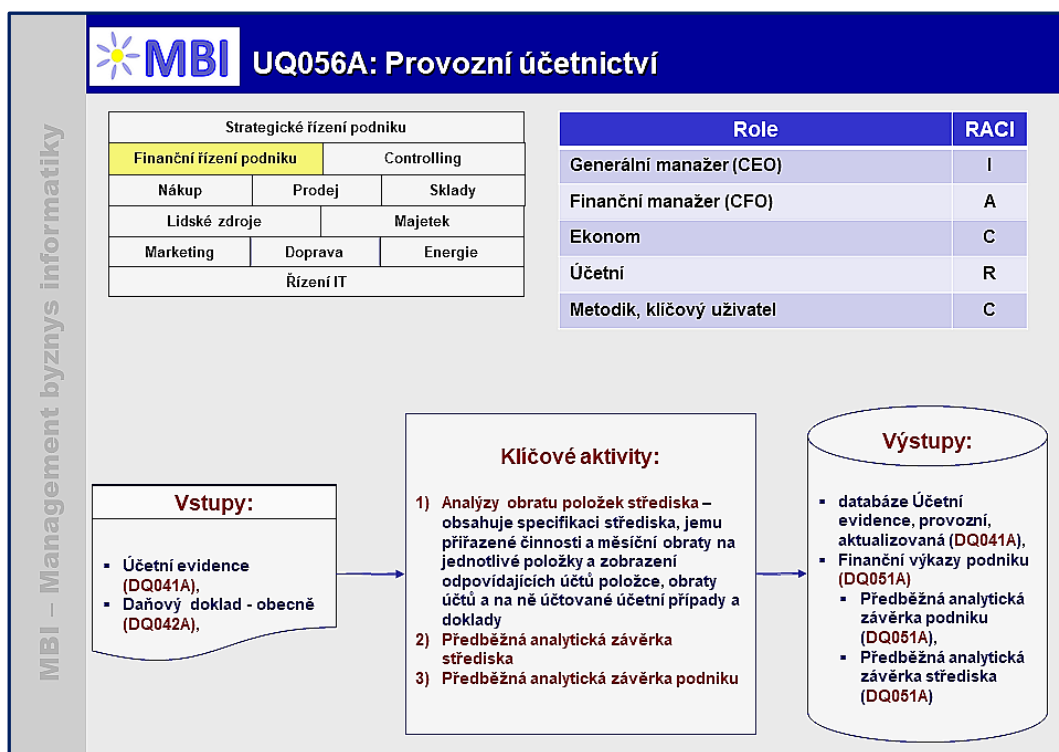 MBI
UQ056A: Provozní účetnictví
MBI – Management byznys informatiky
Strategické řízení podniku
Finanční řízení podniku
Controlling
Nákup
Prodej
Sklady
Lidské zdroje
Majetek
Marketing
Doprava
Energie
Řízení IT
Role RACI
Generální manažer (CEO) I
Finanční manažer (CFO) A
Ekonom C
Účetní R
Metodik, klíčový uživatel C
Vstupy:
▪ Účetní evidence
(DQ041A),
▪ Daňový doklad - obecně
(DQ042A),
Klíčové aktivity:
1) Analýzy obratu položek střediska –
obsahuje specifikaci střediska, jemu
přiřazené činnosti a měsíční obraty na
jednotlivé položky a zobrazení
odpovídajících účtů položce, obraty
účtů a na ně účtované účetní případy a
doklady
2) Předběžná analytická závěrka
střediska
3) Předběžná analytická závěrka podniku
Výstupy:
▪ databáze Účetní
evidence, provozní,
aktualizovaná (DQ041A),
▪ Finanční výkazy podniku
(DQ051A)
▪ Předběžná analytická
závěrka podniku
(DQ051A),
▪ Předběžná analytická
závěrka střediska
(DQ051A)